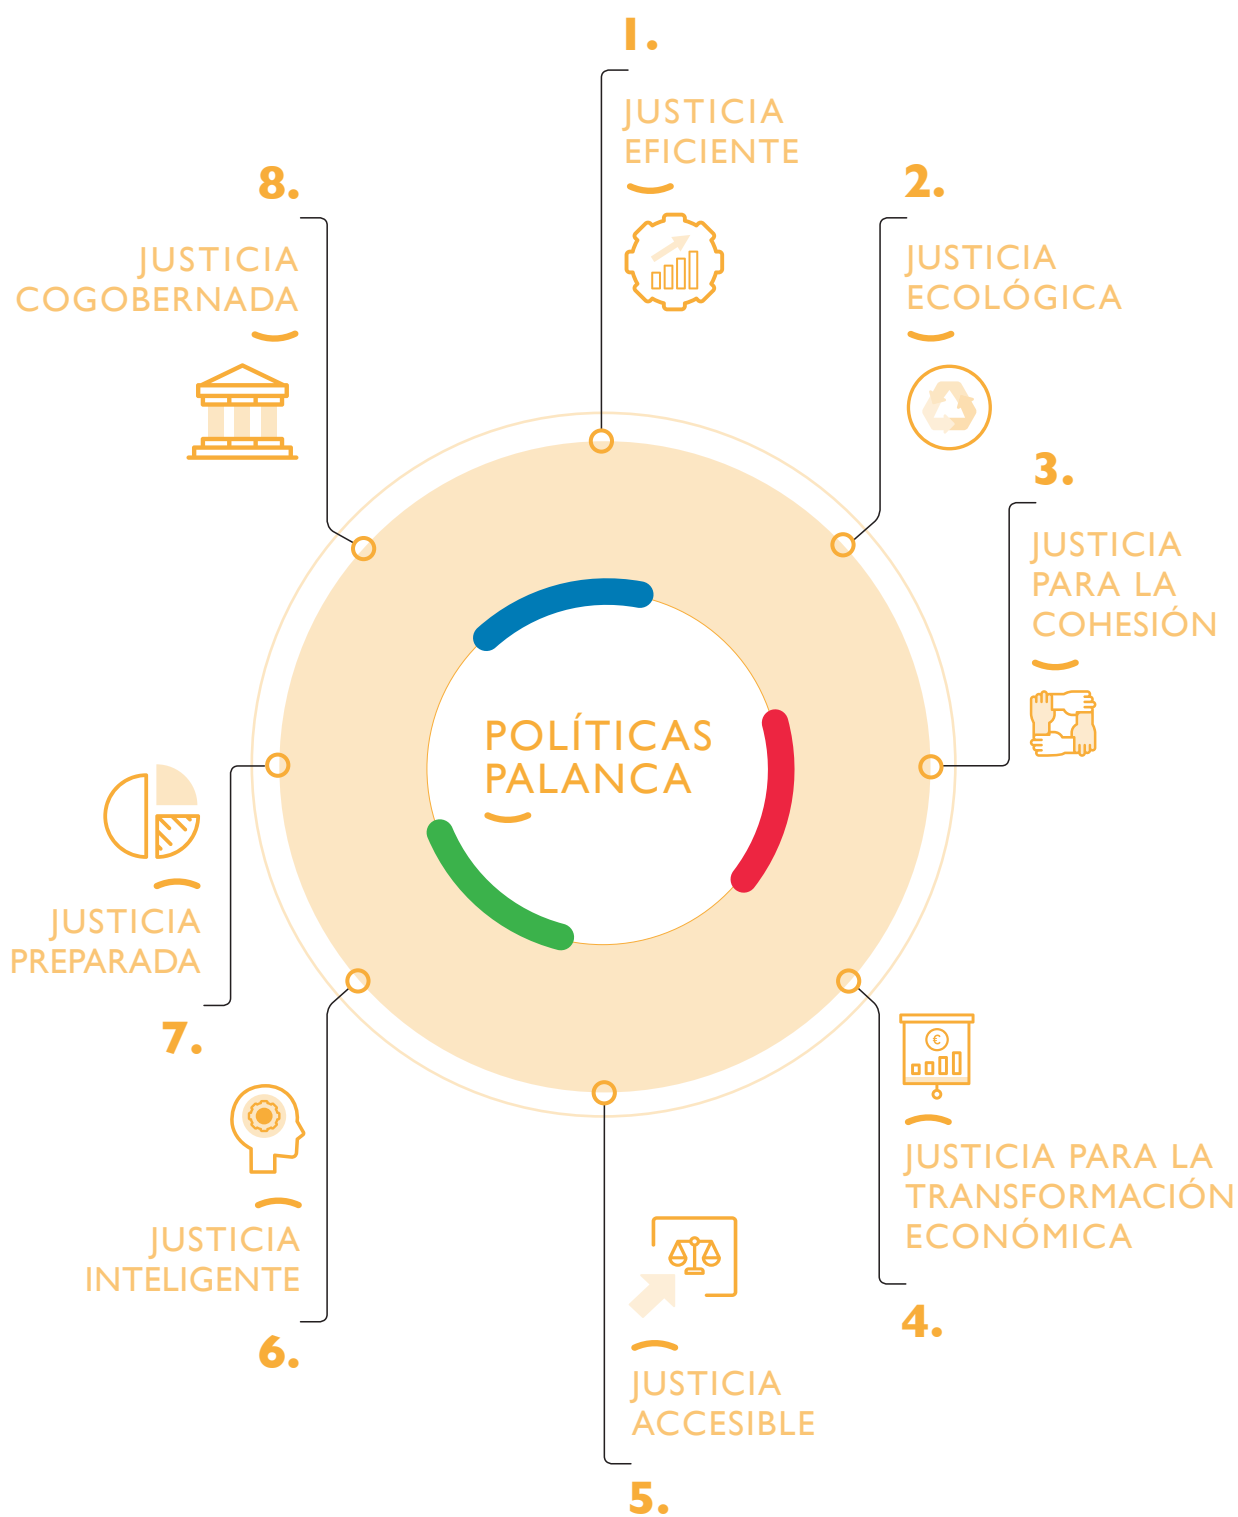 1.
JUSTICIA
EFICIENTE
2.
JUSTICIA
ECOLÓGICA
3.
JUSTICIA
PARA LA
COHESIÓN
€
JUSTICIA PARA LA
TRANSFORMACIÓN
ECONÓMICA
4.
JUSTICIA
ACCESIBLE
5.
JUSTICIA
INTELIGENTE
6.
JUSTICIA
PREPARADA
7.
8.
JUSTICIA
COGOBERNADA
POLÍTICAS
PALANCA